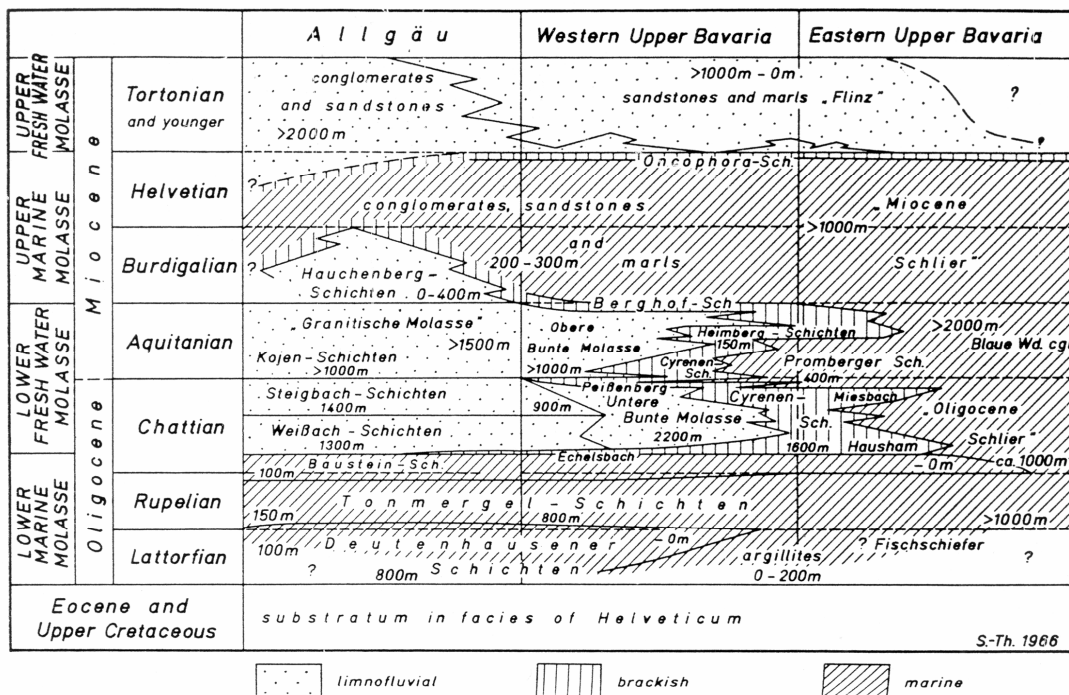 Allgäu Western Upper Bavaria Eastern Upper Bavaria
UPPER FRESH WATER MOLASSE
UPPER MARINE MOLASSE
LOWER FRESH WATER MOLASSE
LOWER MARINE MOLASSE
Miocene
Oligocene
Tortonian
and younger
conglomerates
and sandstones
>2000m
>1000m-0m
sandstones and marls „Flinz"
?
?
Helvetian
?
Oncophora-Sch.
conglomerates, sandstones
„Miocene
>1000m
Burdigalian
?
Hauchenberg-
Schichten 0-400m
and
200-300m marls
Schlier"
Berghof-Sch
Aquitanian
„Granitische Molasse"
>1500m
Kojen-Schichten
>1000m
Obere
Bunte Molasse
>1000m
Heimberg-Schichten
150m
Cyrenen
Sch.
Promberger Sch.
400m
>2000m
Blaue Wd. cgl
Chattian
Steigbach-Schichten
1400m
Weißach-Schichten
1300m
Peißenberg
900m
Untere
Bunte Molasse
2200m
Cyrenen-
Sch.
1600m
Miesbach
Hausham
„Oligocene
Schlier"
-0m ca.1000m
Echelsbach
Baustein-Sch.
100m
Rupelian
Tonmergel-Schichten
150m
800m
>1000m
Lattorfian
100m
Deutenhausener
-0m
?
Schichten
800m
argillites
0-200m
? Fischschiefer
?
Eocene and
Upper Cretaceous
substratum in facies of Helveticum
S.-Th. 1966
limnofluvial brackish marine